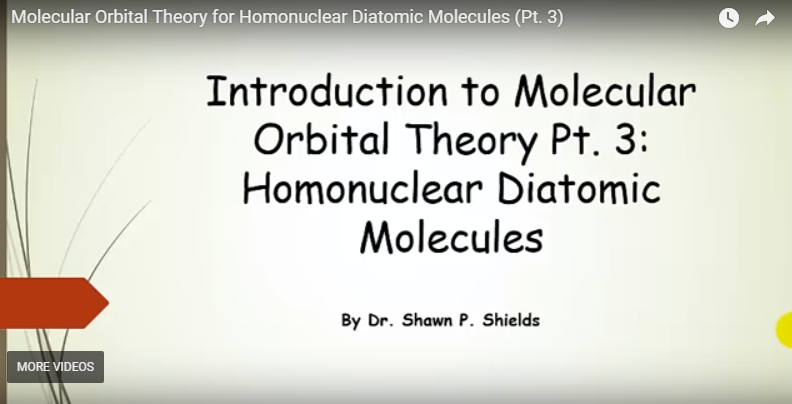 Molecular Orbital Theory for Homonuclear Diatomic Molecules (Pt. 3)
Introduction to Molecular
Orbital Theory Pt. 3:
Homonuclear Diatomic
Molecules
By Dr. Shawn P. Shields
MORE VIDEOS